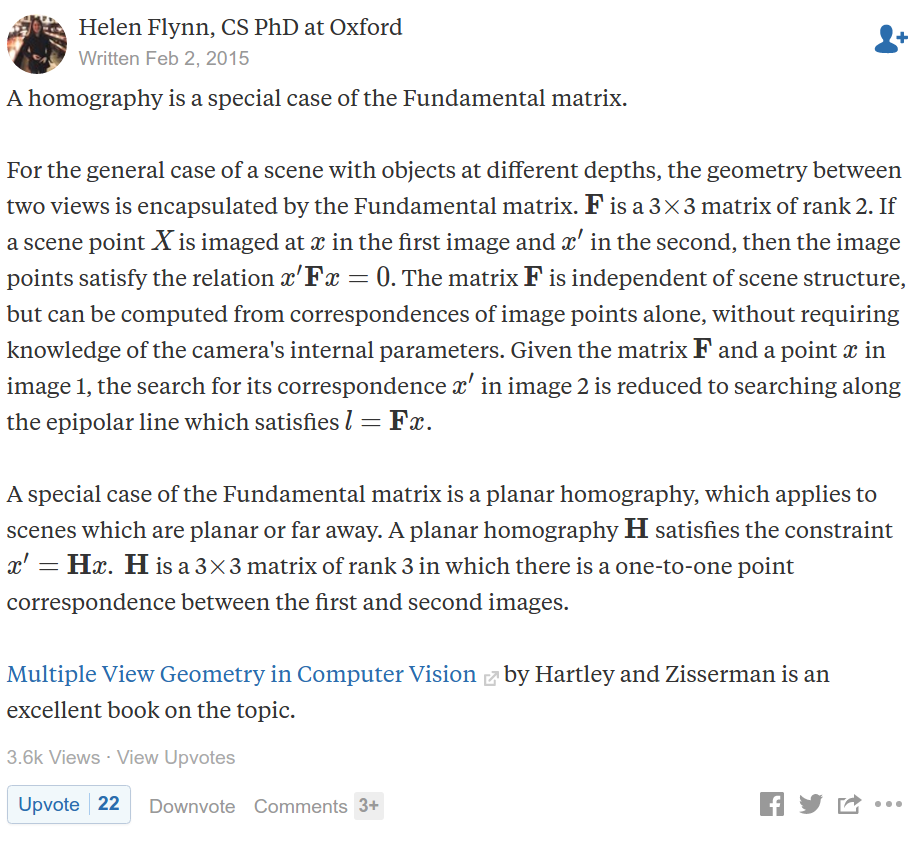 Helen Flynn, CS PhD at Oxford
Written Feb 2, 2015
A homography is a special case of the Fundamental matrix.
For the general case of a scene with objects at different depths, the geometry between
two views is encapsulated by the Fundamental matrix. F is a 3×3 matrix of rank 2. If
a scene point X is imaged at x in the first image and x′ in the second, then the image
points satisfy the relation x′Fx = 0. The matrix F is independent of scene structure,
but can be computed from correspondences of image points alone, without requiring
knowledge of the camera's internal parameters. Given the matrix F and a point x in
image 1, the search for its correspondence x′ in image 2 is reduced to searching along
the epipolar line which satisfies l = Fx.
A special case of the Fundamental matrix is a planar homography, which applies to
scenes which are planar or far away. A planar homography H satisfies the constraint
x′ = Hx. H is a 3×3 matrix of rank 3 in which there is a one-to-one point
correspondence between the first and second images.
Multiple View Geometry in Computer Vision by Hartley and Zisserman is an
excellent book on the topic.
3.6k Views · View Upvotes
Upvote 22 Downvote Comments 3+